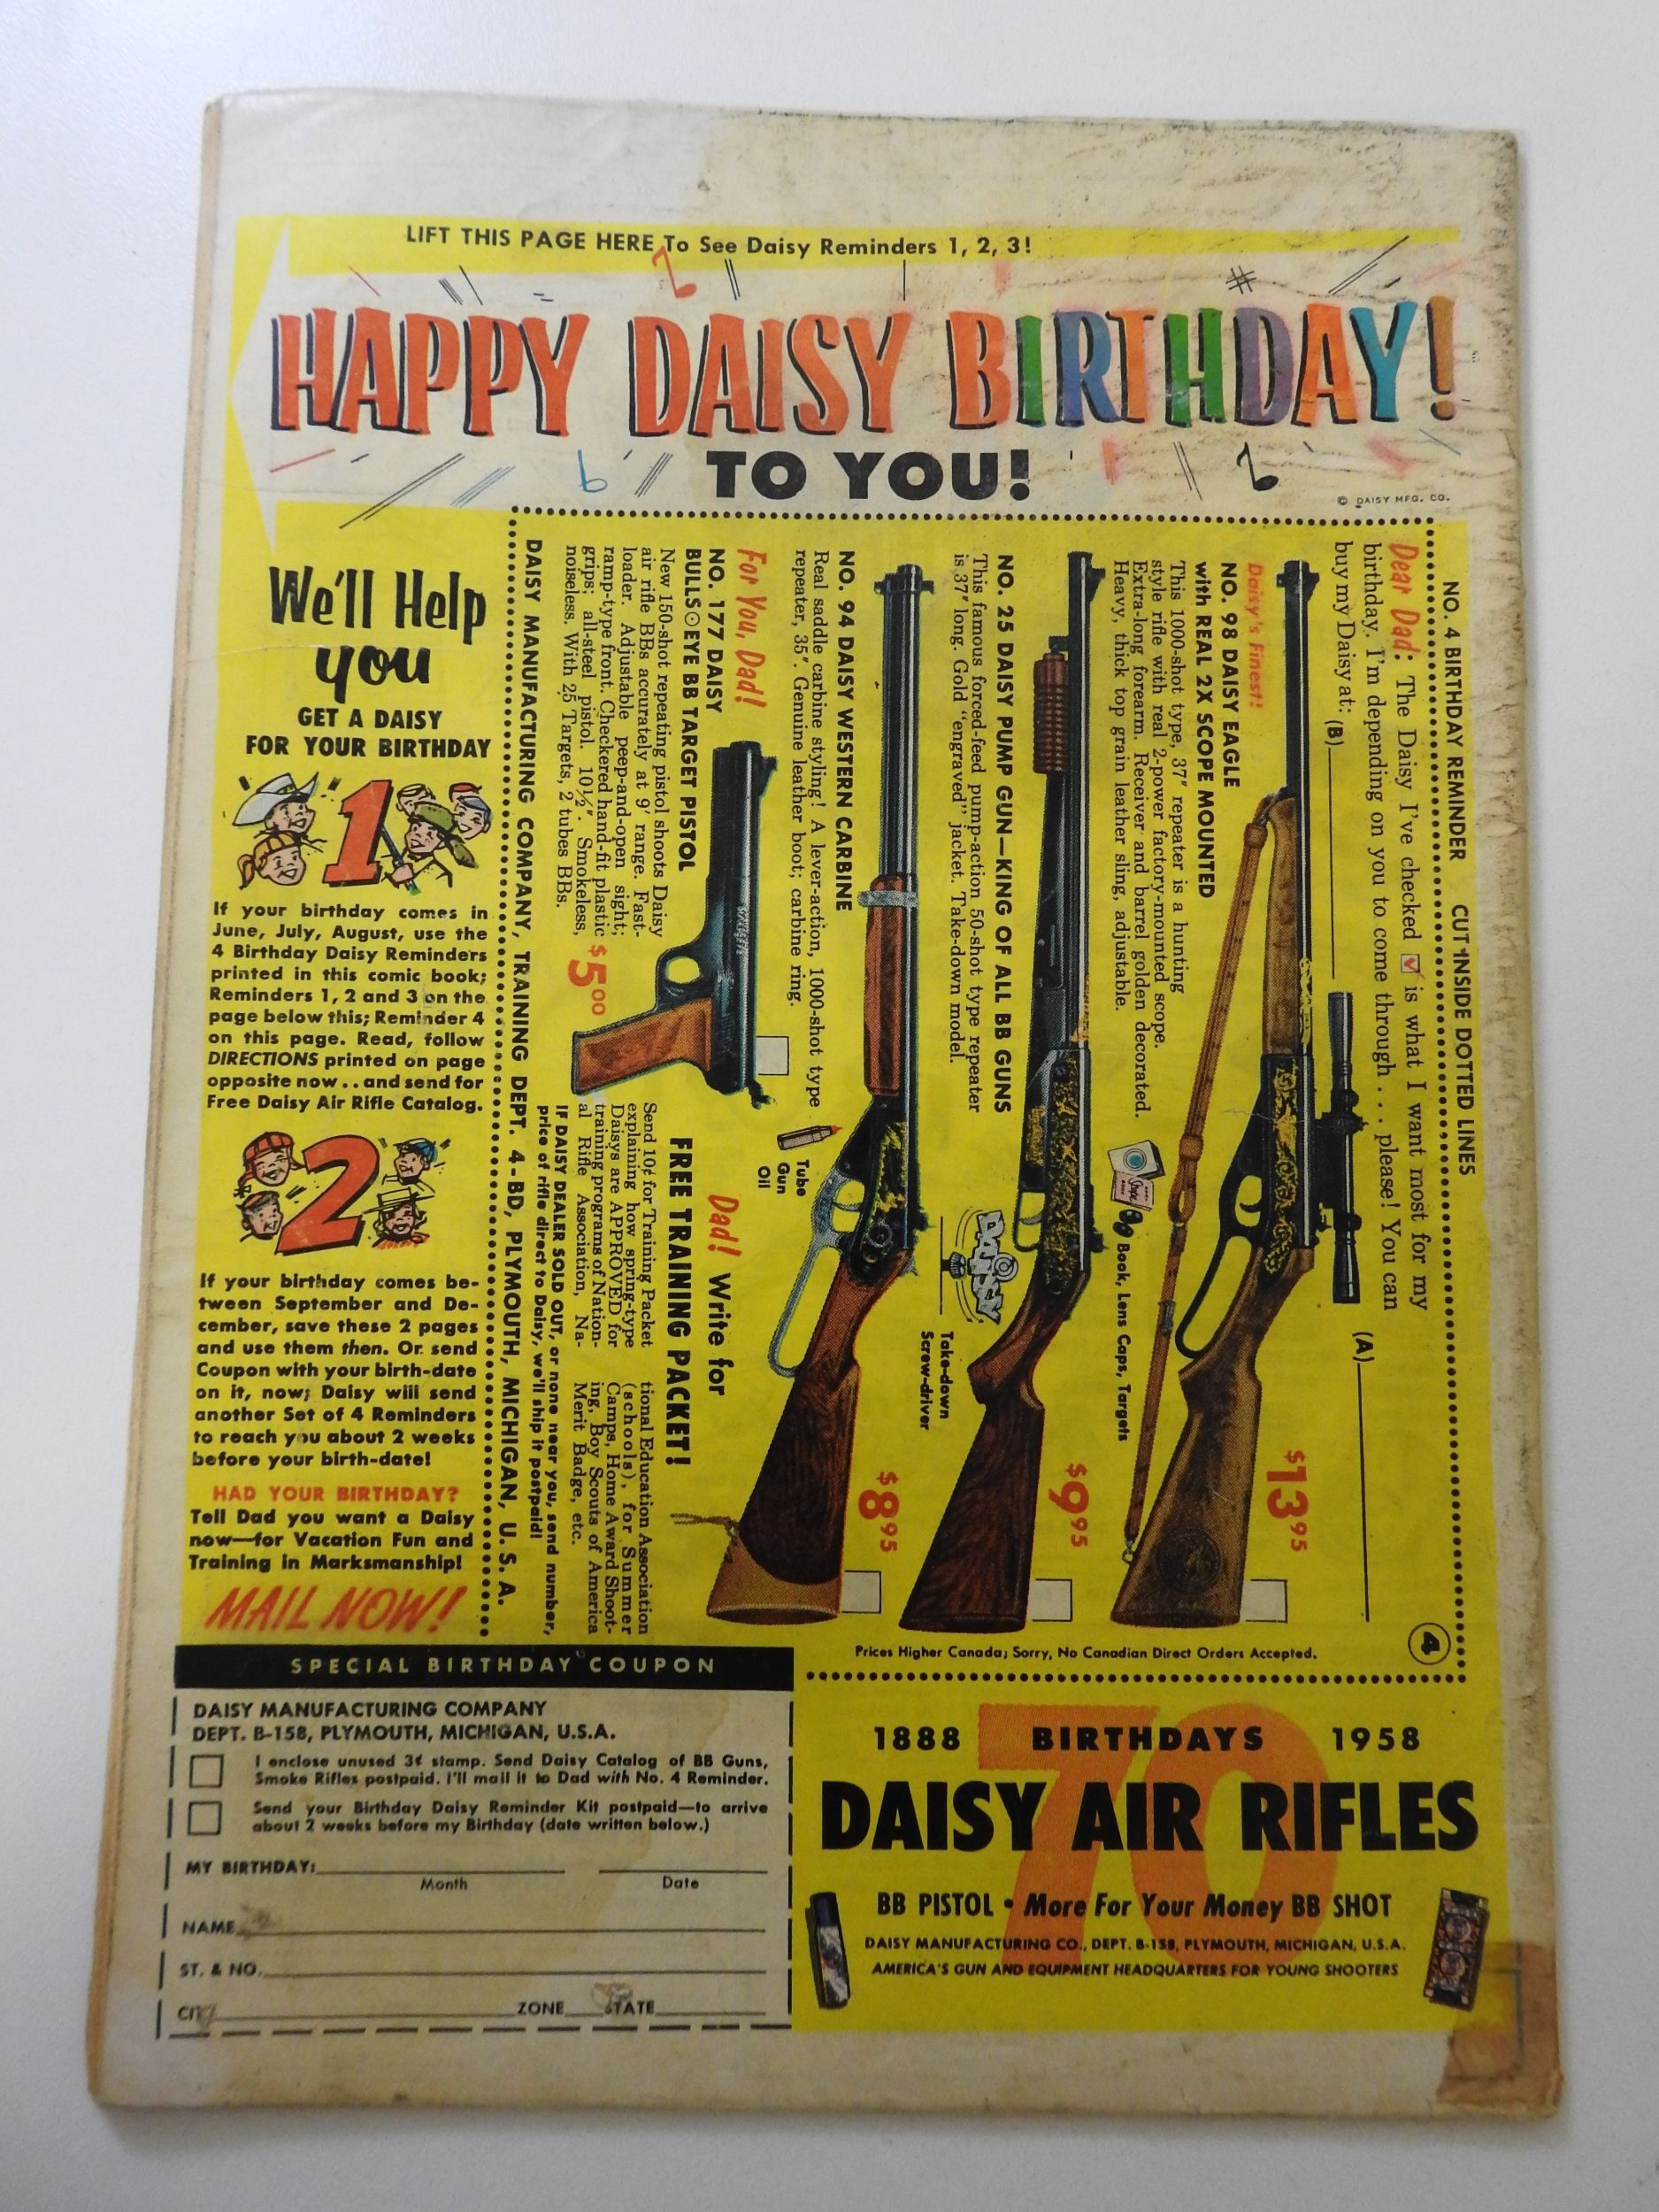 LIFT THIS PAGE HERE To See Daisy Reminders 1, 2, 3!
HAPPY DAISY BIRTHDAY!
TO YOU!
© DAISY MFG. CO.
We'll Help
you
GET A DAISY
FOR YOUR BIRTHDAY
1
If your birthday comes in
June, July, August, use the
4 Birthday Daisy Reminders
printed in this comic book;
Reminders 1, 2 and 3 on the
page below this; Reminder 4
on this page. Read, follow
DIRECTIONS printed on page
opposite now . . and send for
Free Daisy Air Rifle Catalog.
2
If your birthday comes be-
tween September and De-
cember, save these 2 pages
and use them then. Or send
Coupon with your birth-date
on it, now; Daisy will send
another Set of 4 Reminders
to reach you about 2 weeks
before your birth-date!
HAD YOUR BIRTHDAY?
Tell Dad you want a Daisy
now—for Vacation Fun and
Training in Marksmanship!
MAIL NOW!
NO. 4 BIRTHDAY REMINDER CUT INSIDE DOTTED LINES
Dear Dad: The Daisy I've checked ☑ is what I want most for my
birthday. I'm depending on you to come through . . . please! You can
buy my Daisy at: (A)
(B)
Daisy's Finest!
NO. 98 DAISY EAGLE
with REAL 2X SCOPE MOUNTED
This 1000-shot type, 37" repeater is a hunting
style rifle with real 2-power factory-mounted scope.
Extra-long forearm. Receiver and barrel golden decorated.
Heavy, thick top grain leather sling, adjustable.
Book, Lens Caps, Targets
$13.95
NO. 25 DAISY PUMP GUN—KING OF ALL BB GUNS
This famous forced-feed pump-action 50-shot type repeater
is 37" long. Gold "engraved" jacket. Take-down model.
DAISY
Take-down
Screw-driver
$9.95
NO. 94 DAISY WESTERN CARBINE
Real saddle carbine styling! A lever-action, 1000-shot type
repeater, 35". Genuine leather boot; carbine ring.
Tube
Gun
Oil
$8.95
For You, Dad!
NO. 177 DAISY
BULLS⊙EYE BB TARGET PISTOL
New 150-shot repeating pistol shoots Daisy
air rifle BBs accurately at 9' range. Fast-
loader. Adjustable peep-and-open sight;
ramp-type front. Checkered hand-fit plastic
grips; all-steel pistol. 10½". Smokeless,
noiseless. With 25 Targets, 2 tubes BBs.
$5.00
Dad! Write for
FREE TRAINING PACKET!
Send 10¢ for Training Packet
explaining how spring-type
Daisys are APPROVED for
training programs of Nation-
al Rifle Association, Na-
tional Education Association
(schools), for Summer
Camps, Home Award Shoot-
ing, Boy Scouts of America
Merit Badge, etc.
IF DAISY DEALER SOLD OUT, or none near you, send number,
price of rifle direct to Daisy, we'll ship it postpaid!
DAISY MANUFACTURING COMPANY, TRAINING DEPT. 4-BD, PLYMOUTH, MICHIGAN, U. S. A.
Prices Higher Canada; Sorry, No Canadian Direct Orders Accepted.
4
SPECIAL BIRTHDAY COUPON
DAISY MANUFACTURING COMPANY
DEPT. B-158, PLYMOUTH, MICHIGAN, U.S.A.
I enclose unused 3¢ stamp. Send Daisy Catalog of BB Guns,
Smoke Rifles postpaid. I'll mail it to Dad with No. 4 Reminder.
Send your Birthday Daisy Reminder Kit postpaid—to arrive
about 2 weeks before my Birthday (date written below.)
MY BIRTHDAY:
Month Date
NAME
ST. & NO.
CITY ZONE STATE
70
1888 BIRTHDAYS 1958
DAISY AIR RIFLES
BB PISTOL • More For Your Money BB SHOT
DAISY MANUFACTURING CO., DEPT. B-158, PLYMOUTH, MICHIGAN, U.S.A.
AMERICA'S GUN AND EQUIPMENT HEADQUARTERS FOR YOUNG SHOOTERS